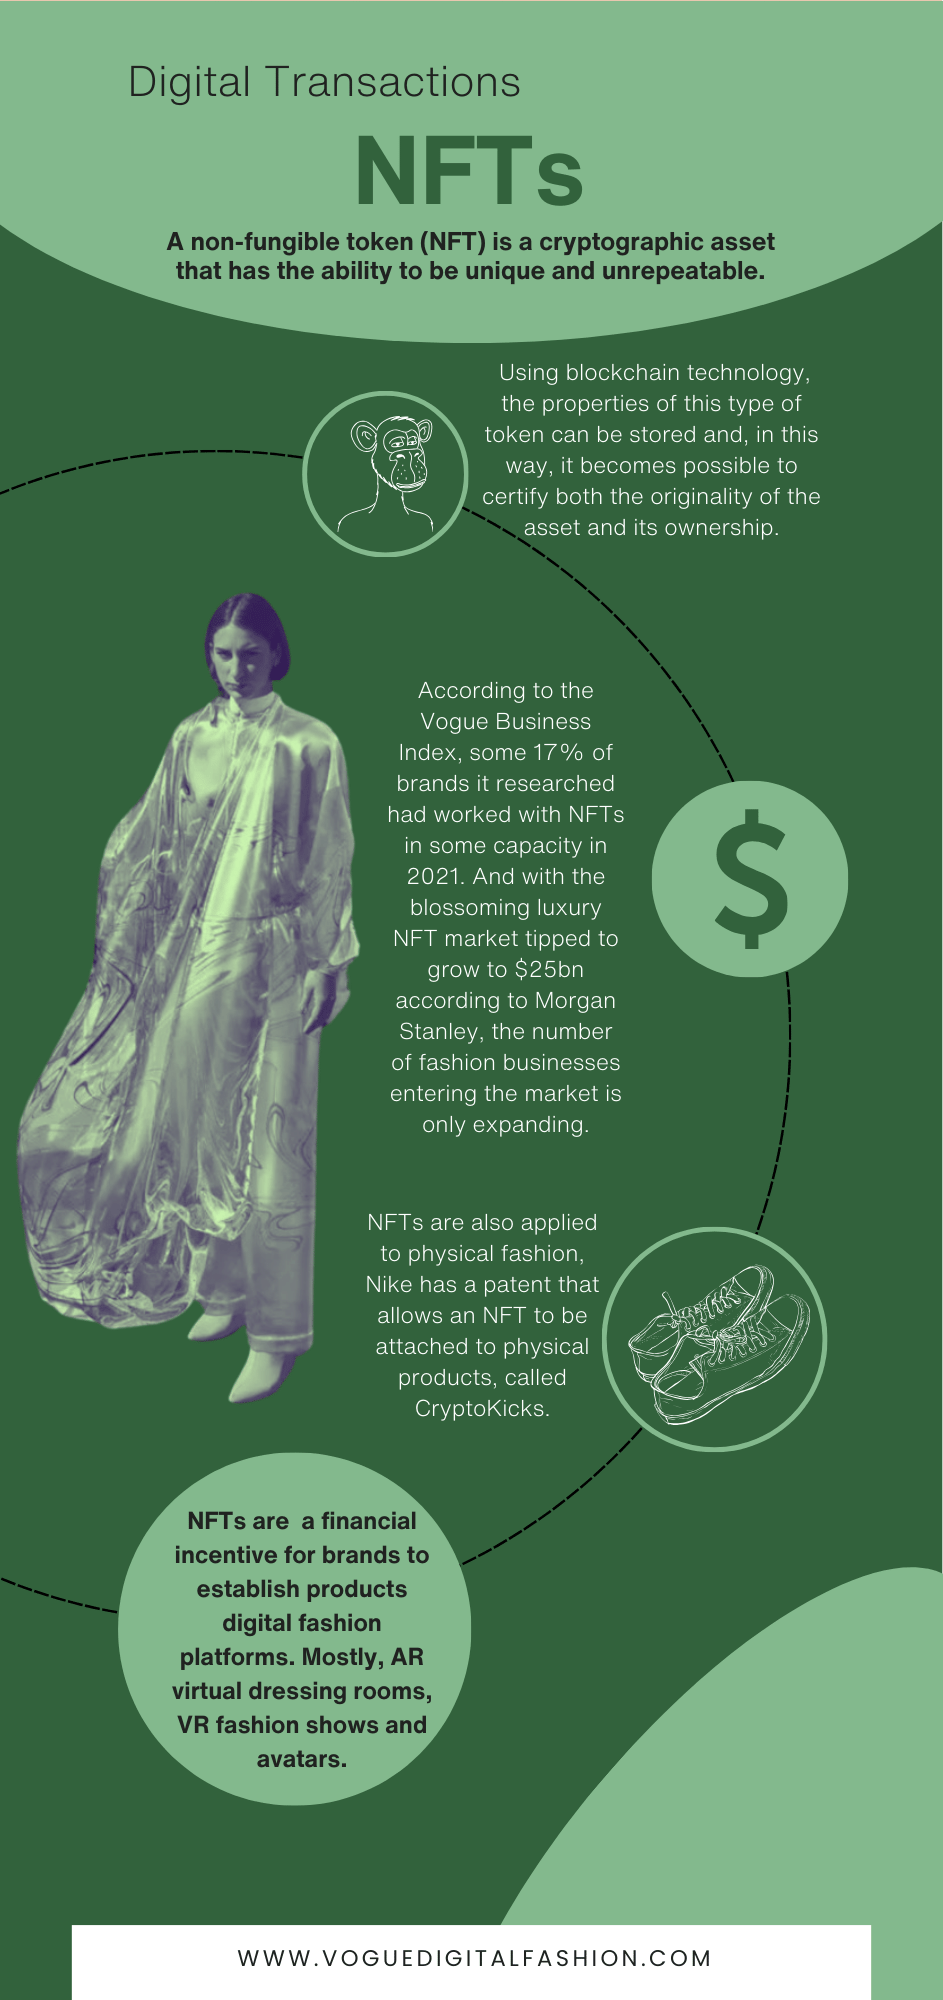 Digital Transactions
NFTs
A non-fungible token (NFT) is a cryptographic asset
that has the ability to be unique and unrepeatable.
Using blockchain technology,
the properties of this type of
token can be stored and, in this
way, it becomes possible to
certify both the originality of the
asset and its ownership.
According to the
Vogue Business
Index, some 17% of
brands it researched
had worked with NFTs
in some capacity in
2021. And with the
blossoming luxury
NFT market tipped to
grow to $25bn
according to Morgan
Stanley, the number
of fashion businesses
entering the market is
only expanding.
$
NFTs are also applied
to physical fashion,
Nike has a patent that
allows an NFT to be
attached to physical
products, called
CryptoKicks.
NFTs are  a financial
incentive for brands to
establish products
digital fashion
platforms. Mostly, AR
virtual dressing rooms,
VR fashion shows and
avatars.
WWW.VOGUEDIGITALFASHION.COM